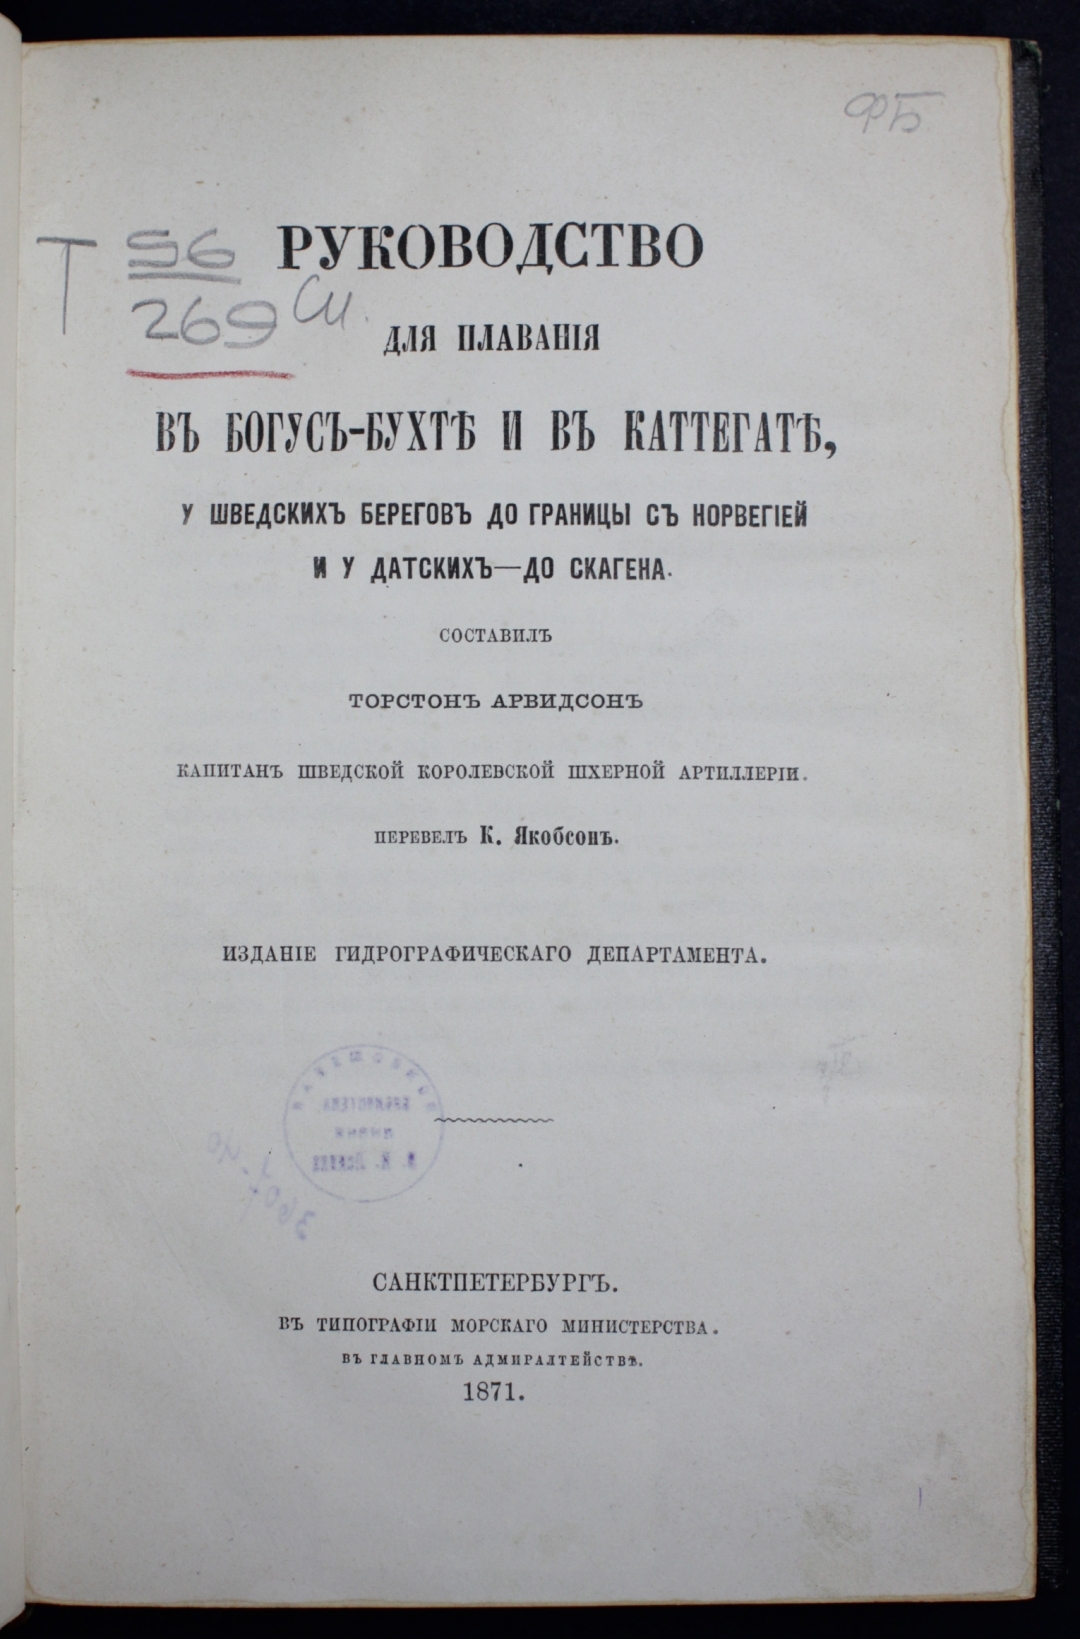 ФБ
Т 56
269 См.
РУКОВОДСТВО
ДЛЯ ПЛАВАНІЯ
ВЪ БОГУСЪ-БУХТѢ И ВЪ КАТТЕГАТѢ,
У ШВЕДСКИХЪ БЕРЕГОВЪ ДО ГРАНИЦЫ СЪ НОРВЕГІЕЙ
И У ДАТСКИХЪ—ДО СКАГЕНА.
СОСТАВИЛЪ
ТОРСТОНЪ АРВИДСОНЪ
КАПИТАНЪ ШВЕДСКОЙ КОРОЛЕВСКОЙ ШХЕРНОЙ АРТИЛЛЕРІИ.
ПЕРЕВЕЛЪ К. Якобсонъ.
ИЗДАНІЕ ГИДРОГРАФИЧЕСКАГО ДЕПАРТАМЕНТА.
САНКТПЕТЕРБУРГЪ.
ВЪ ТИПОГРАФІИ МОРСКАГО МИНИСТЕРСТВА.
ВЪ ГЛАВНОМЪ АДМИРАЛТЕЙСТВѢ.
1871.